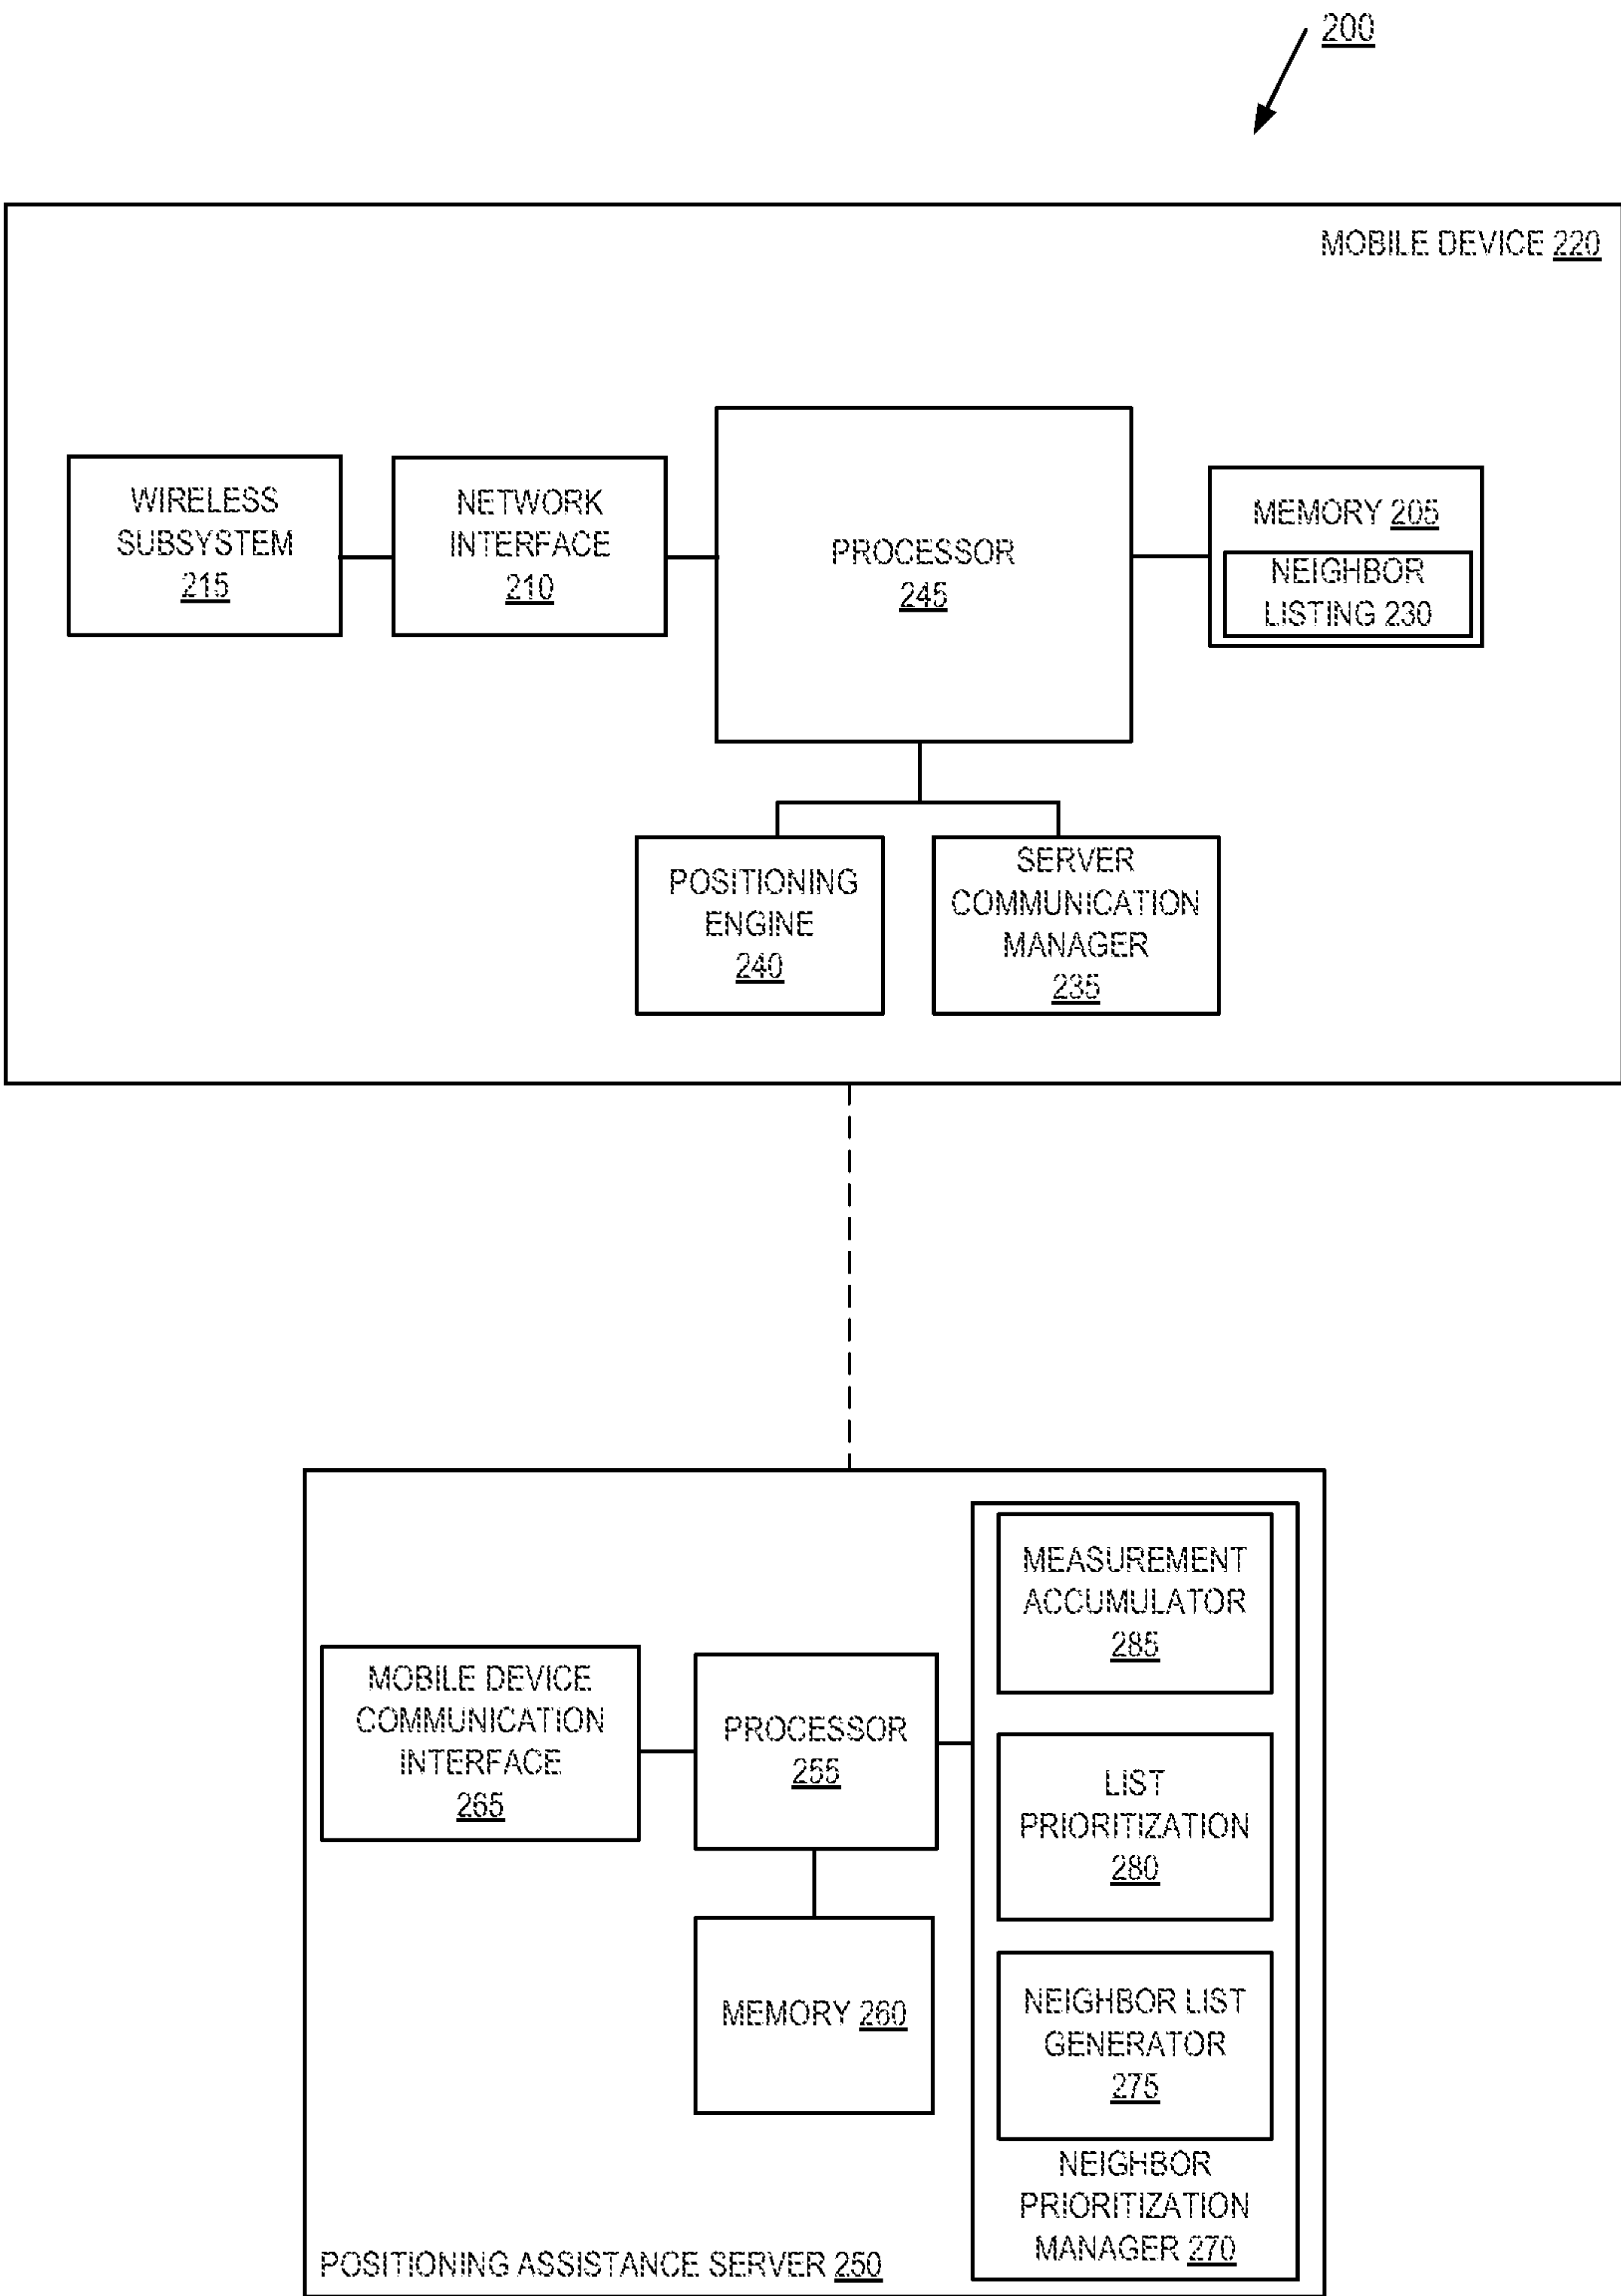 200
MOBILE DEVICE 220
WIRELESS
SUBSYSTEM
215
NETWORK
INTERFACE
210
PROCESSOR
245
MEMORY 205
NEIGHBOR
LISTING 230
POSITIONING
ENGINE
240
SERVER
COMMUNICATION
MANAGER
235
MEASUREMENT
ACCUMULATOR
285
MOBILE DEVICE
COMMUNICATION
INTERFACE
265
PROCESSOR
255
LIST
PRIORITIZATION
280
MEMORY 260
NEIGHBOR LIST
GENERATOR
275
NEIGHBOR
PRIORITIZATION
MANAGER 270
POSITIONING ASSISTANCE SERVER 250